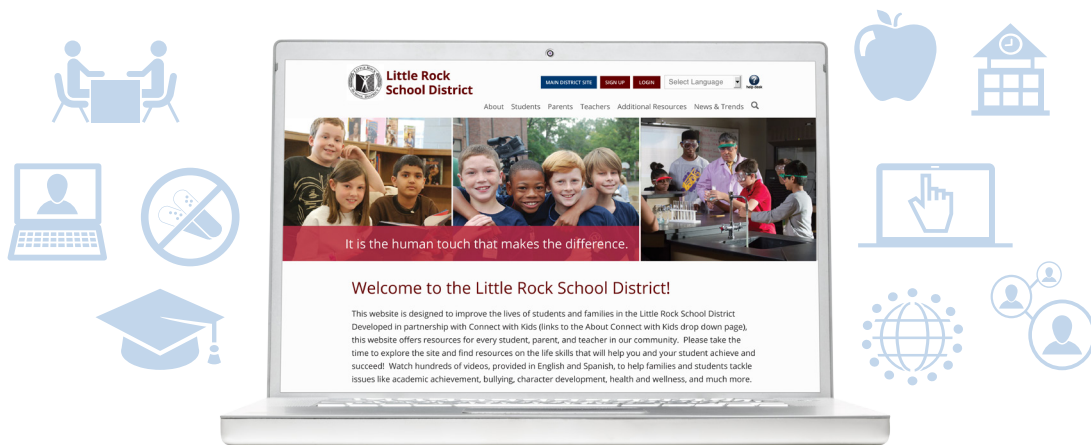 Little Rock
School District
MAIN DISTRICT SITE SIGN UP LOGIN Select Language
help desk
About Students Parents Teachers Additional Resources News & Trends
It is the human touch that makes the difference.
Welcome to the Little Rock School District!
This website is designed to improve the lives of students and families in the Little Rock School District
Developed in partnership with Connect with Kids (links to the About Connect with Kids drop down page),
this website offers resources for every student, parent, and teacher in our community. Please take the
time to explore the site and find resources on the life skills that will help you and your student achieve and
succeed! Watch hundreds of videos, provided in English and Spanish, to help families and students tackle
issues like academic achievement, bullying, character development, health and wellness, and much more.